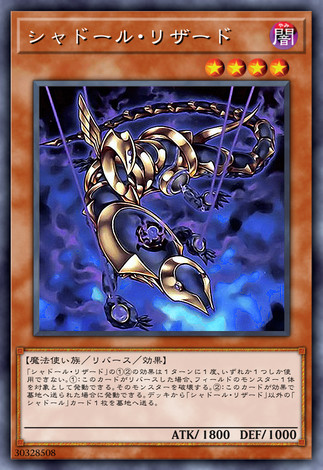 シャドール・リザード
闇
やみ
【魔法使い族／リバース／効果】
「シャドール・リザード」の①②の効果は１ターンに１度、いずれか１つしか使
用できない。①：このカードがリバースした場合、フィールドのモンスター１体
を対象として発動できる。そのモンスターを破壊する。②：このカードが効果で
墓地へ送られた場合に発動できる。デッキから「シャドール・リザード」以外の「
シャドール」カード１枚を墓地へ送る。
ATK/1800 DEF/1000
30328508